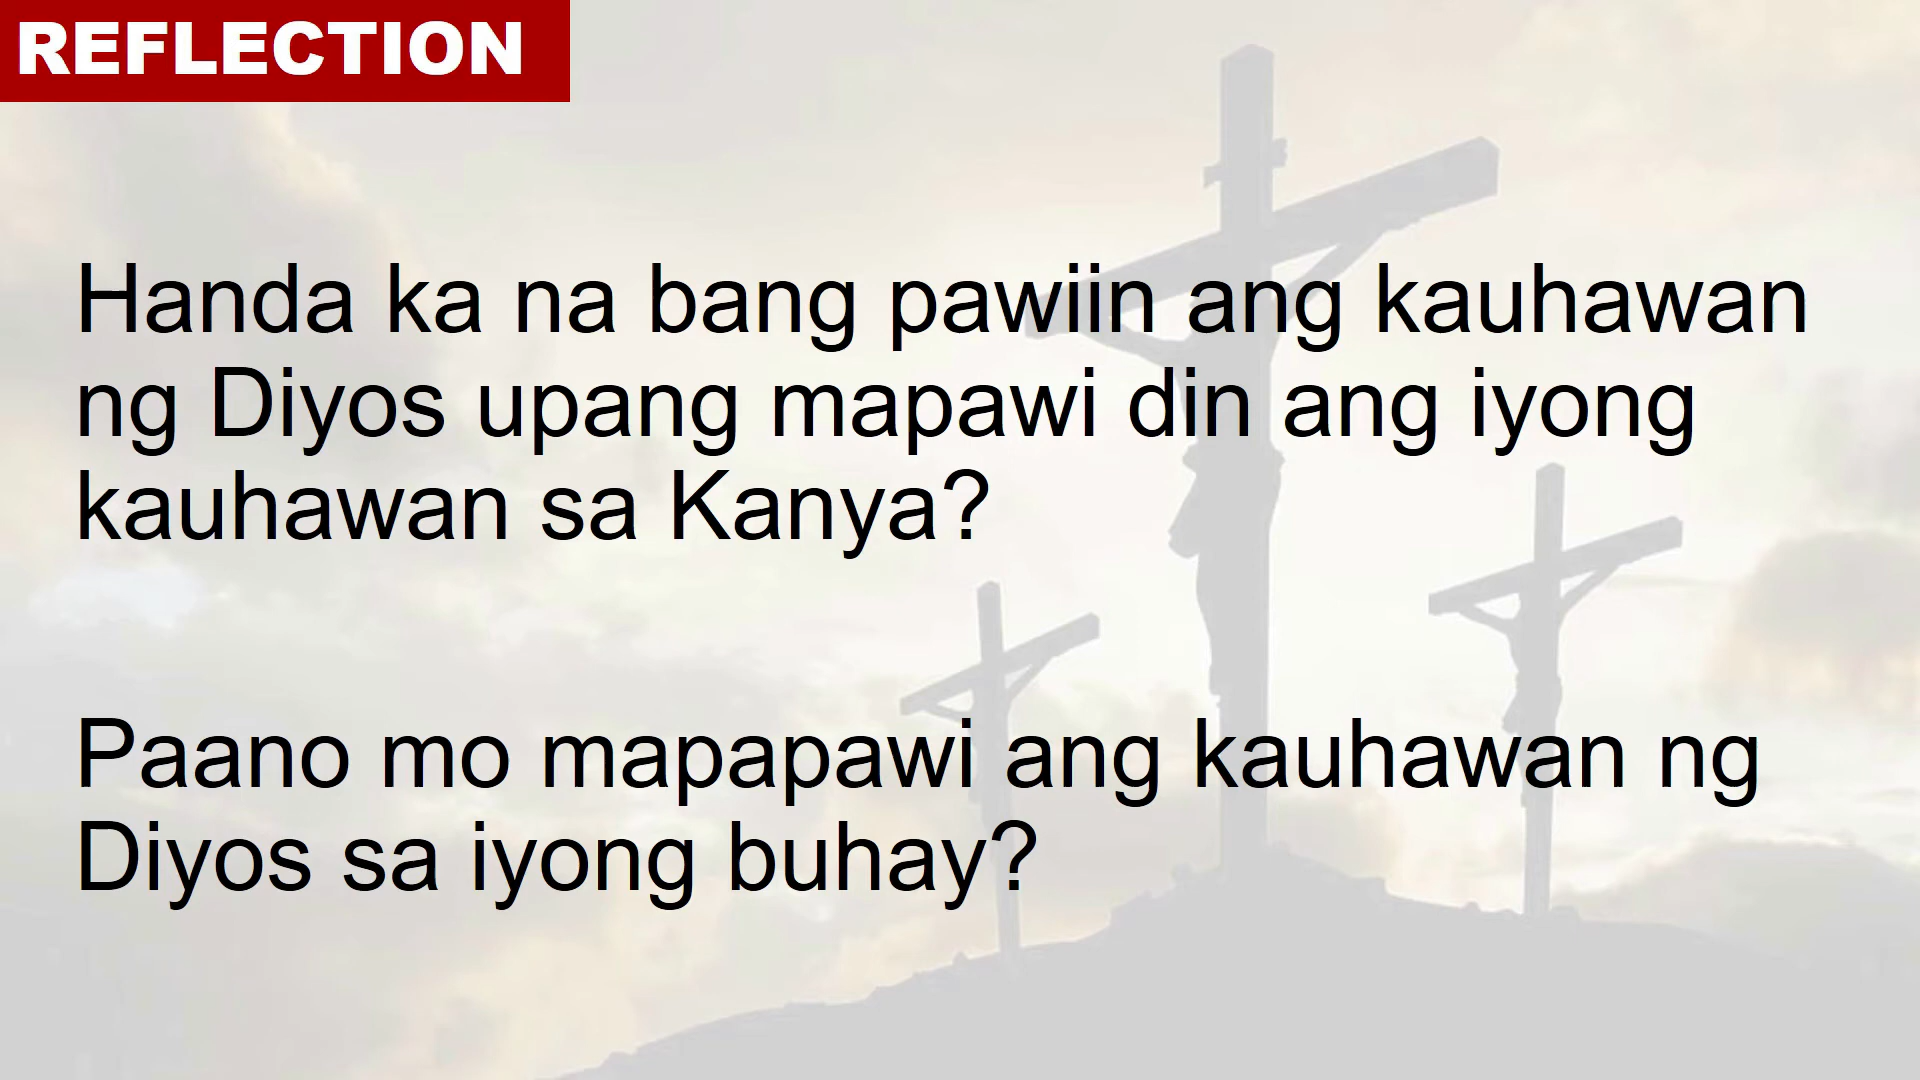 REFLECTION
Handa ka na bang pawiin ang kauhawan
ng Diyos upang mapawi din ang iyong
kauhawan sa Kanya?
Paano mo mapapawi ang kauhawan ng
Diyos sa iyong buhay?